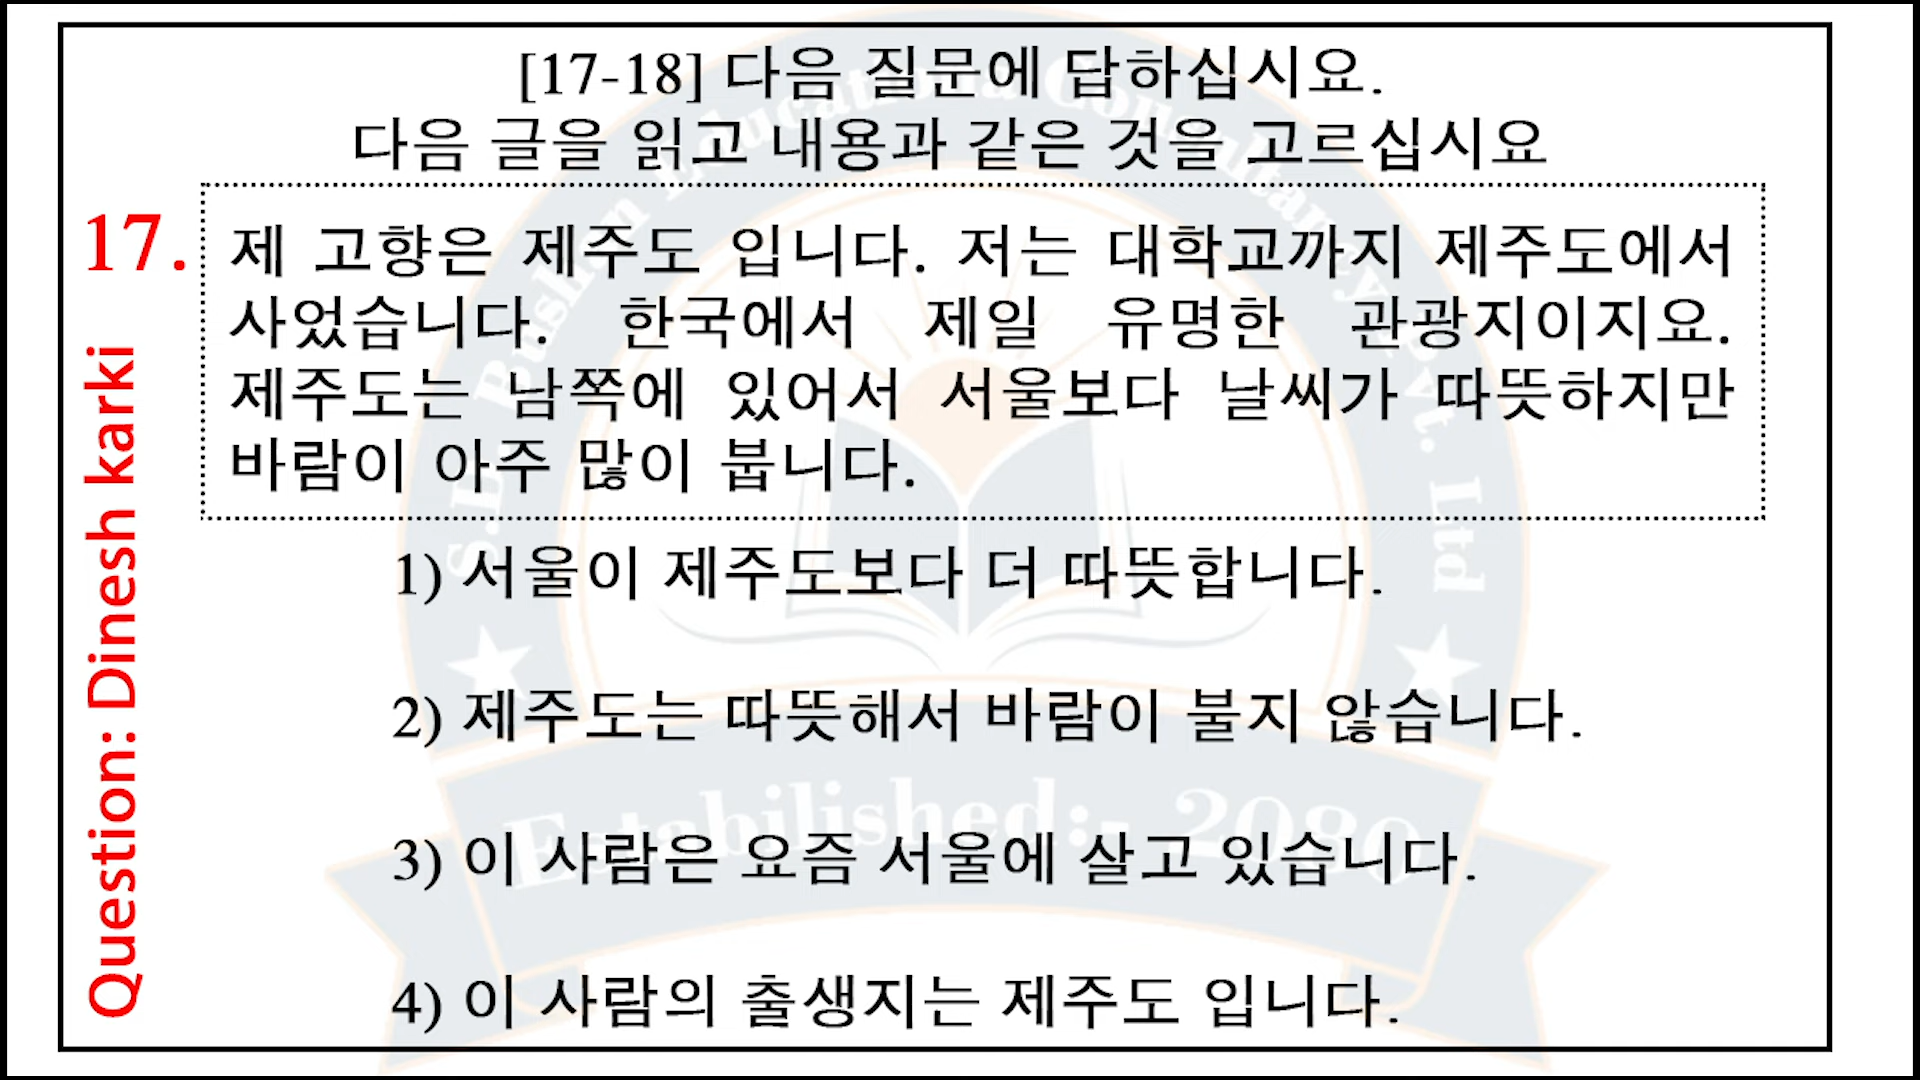 [17-18] 다음 질문에 답하십시요.
다음 글을 읽고 내용과 같은 것을 고르십시요
17.
제 고향은 제주도 입니다. 저는 대학교까지 제주도에서
사었습니다. 한국에서 제일 유명한 관광지이지요.
제주도는 남쪽에 있어서 서울보다 날씨가 따뜻하지만
바람이 아주 많이 붑니다.
1) 서울이 제주도보다 더 따뜻합니다.
2) 제주도는 따뜻해서 바람이 불지 않습니다.
3) 이 사람은 요즘 서울에 살고 있습니다.
4) 이 사람의 출생지는 제주도 입니다.
Question: Dinesh karki
Estabilished:- 2080